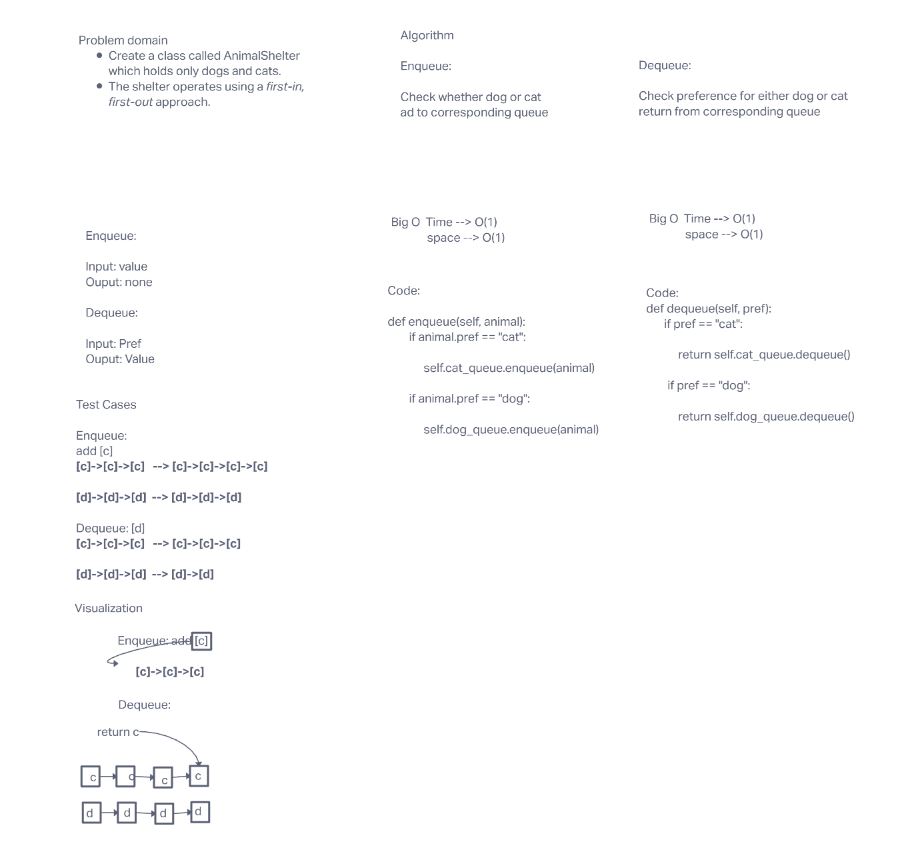 Problem domain
Create a class called AnimalShelter
which holds only dogs and cats.
The shelter operates using a first-in,
first-out approach.
Algorithm
Enqueue:
Check whether dog or cat
ad to corresponding queue
Dequeue:
Check preference for either dog or cat
return from corresponding queue
Enqueue:
Input: value
Ouput: none
Dequeue:
Input: Pref
Ouput: Value
Big O Time --> O(1)
space --> O(1)
Big O Time --> O(1)
space --> O(1)
Code:
def enqueue(self, animal):
if animal.pref == "cat":
self.cat_queue.enqueue(animal)
if animal.pref == "dog":
self.dog_queue.enqueue(animal)
Code:
def dequeue(self, pref):
if pref == "cat":
return self.cat_queue.dequeue()
if pref == "dog":
return self.dog_queue.dequeue()
Test Cases
Enqueue:
add [c]
[c]->[c]->[c] --> [c]->[c]->[c]->[c]
[d]->[d]->[d] --> [d]->[d]->[d]
Dequeue: [d]
[c]->[c]->[c] --> [c]->[c]->[c]
[d]->[d]->[d] --> [d]->[d]
Visualization
Enqueue: add [c]
[c]->[c]->[c]
Dequeue:
return c
c c c c
d d d d